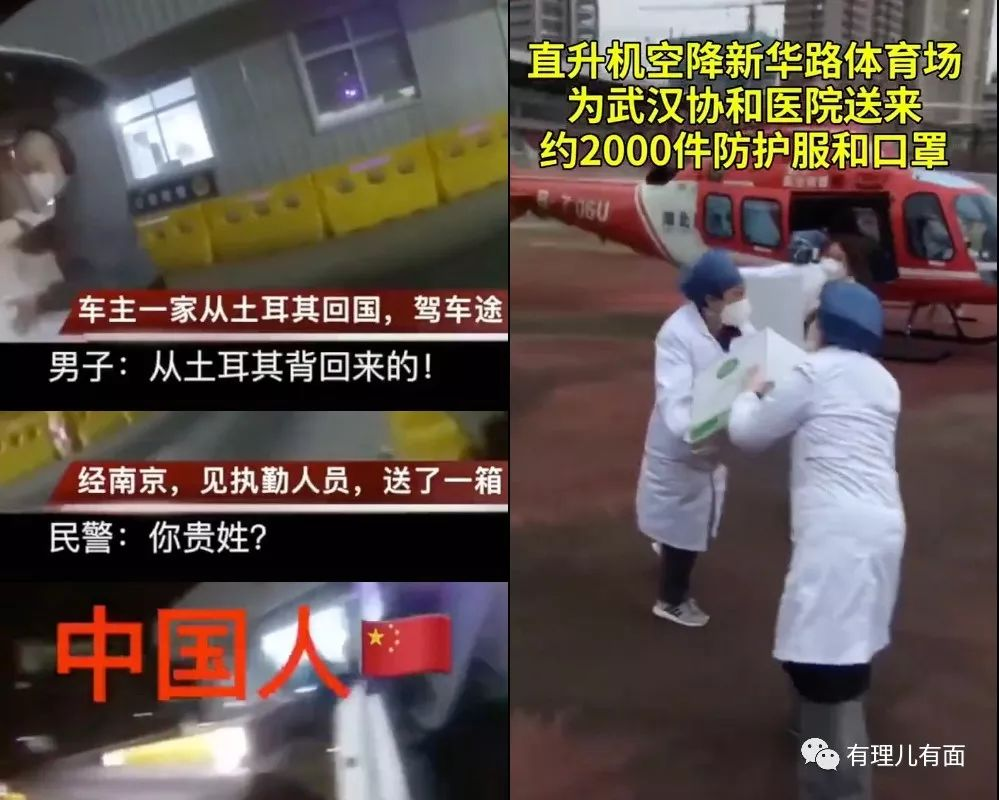 车主一家从土耳其回国，驾车途
男子：从土耳其背回来的！
经南京，见执勤人员，送了一箱
民警：你贵姓？
中国人🇨🇳
直升机空降新华路体育场
为武汉协和医院送来
约2000件防护服和口罩
有理儿有面